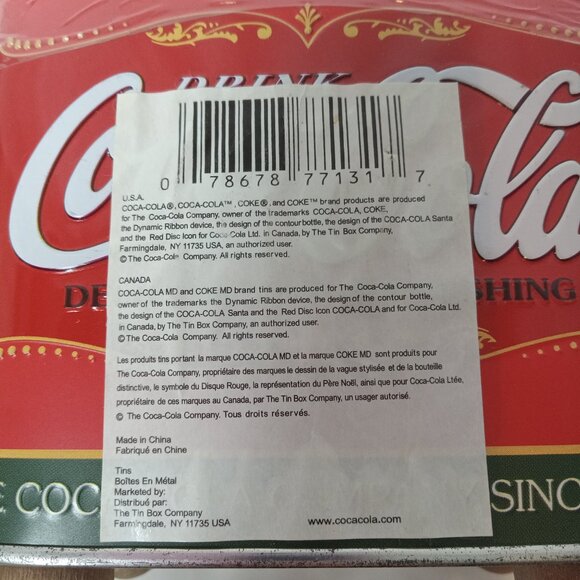 DRINK
Co
Cola
DE
SHING
E COC
SINC
0 78678 77131 7
U.S.A.
COCA-COLA®, COCA-COLA™, COKE®, and COKE™ brand products are produced
for The Coca-Cola Company, owner of the trademarks COCA-COLA, COKE,
the Dynamic Ribbon device, the design of the contour bottle, the design of the COCA-COLA Santa
and the Red Disc Icon for Coca-Cola Ltd. in Canada, by The Tin Box Company,
Farmingdale, NY 11735 USA, an authorized user.
© The Coca-Cola Company. All rights reserved.
CANADA
COCA-COLA MD and COKE MD brand tins are produced for The Coca-Cola Company,
owner of the trademarks the Dynamic Ribbon device, the design of the contour bottle,
the design of the COCA-COLA Santa and the Red Disc Icon COCA-COLA and for Coca-Cola Ltd.
in Canada, by The Tin Box Company, an authorized user.
© The Coca-Cola Company. All rights reserved.
Les produits tins portant la marque COCA-COLA MD et la marque COKE MD sont produits pour
The Coca-Cola Company, propriétaire des marques le dessin de la vague stylisée et de la bouteille
distinctive, le symbole du Disque Rouge, la représentation du Père Noël, ainsi que pour Coca-Cola Ltée,
propriétaire de ces marques au Canada, par The Tin Box Company, un usager autorisé.
© The Coca-Cola Company. Tous droits réservés.
Made in China
Fabriqué en Chine
Tins
Boîtes En Métal
Marketed by:
Distribué par:
The Tin Box Company
Farmingdale, NY 11735 USA
www.cocacola.com